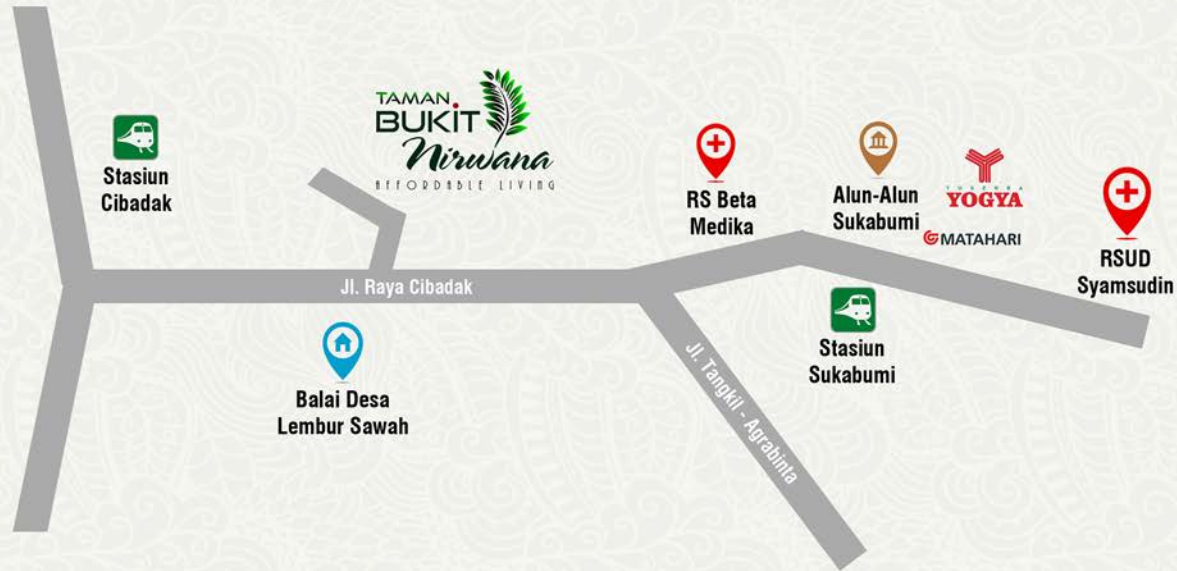 Stasiun
Cibadak
TAMAN
BUKiT
Nirwana
AFFORDABLE LIVING
RS Beta
Medika
Alun-Alun
Sukabumi
YOGYA
MATAHARI
RSUD
Syamsudin
Jl. Raya Cibadak
Balai Desa
Lembur Sawah
Stasiun
Sukabumi
Jl. Tangkil - Agrabinta